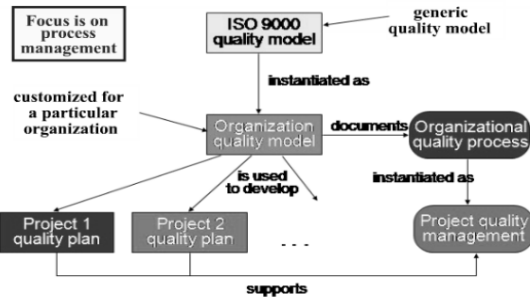 Focus is on
process
management
ISO 9000
quality model
generic
quality model
instantiated as
customized for
a particular
organization
Organization
quality model
documents
Organizational
quality process
is used
to develop
instantiated as
Project 1
quality plan
Project 2
quality plan
- - -
Project quality
management
supports